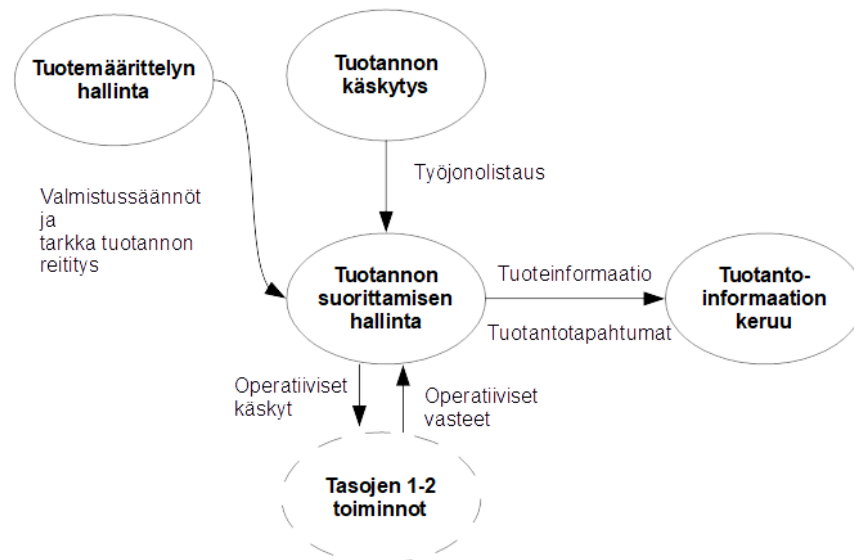 Tuotemäärittelyn
hallinta
Tuotannon
käskytys
Työjonolistaus
Valmistussäännöt
ja
tarkka tuotannon
reititys
Tuotannon
suorittamisen
hallinta
Tuoteinformaatio
Tuotantotapahtumat
Tuotanto-
informaation
keruu
Operatiiviset
käskyt
Operatiiviset
vasteet
Tasojen 1-2
toiminnot